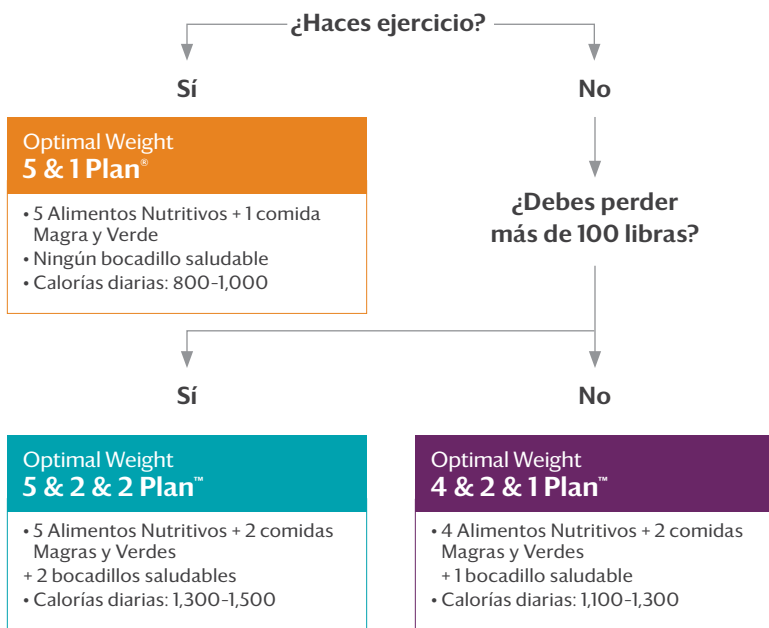 ¿Haces ejercicio?
Sí
No
Optimal Weight
5 & 1 Plan®
• 5 Alimentos Nutritivos + 1 comida
Magra y Verde
• Ningún bocadillo saludable
• Calorías diarias: 800-1,000
¿Debes perder
más de 100 libras?
Sí
No
Optimal Weight
5 & 2 & 2 Plan™
• 5 Alimentos Nutritivos + 2 comidas
Magras y Verdes
+ 2 bocadillos saludables
• Calorías diarias: 1,300-1,500
Optimal Weight
4 & 2 & 1 Plan™
• 4 Alimentos Nutritivos + 2 comidas
Magras y Verdes
+ 1 bocadillo saludable
• Calorías diarias: 1,100-1,300